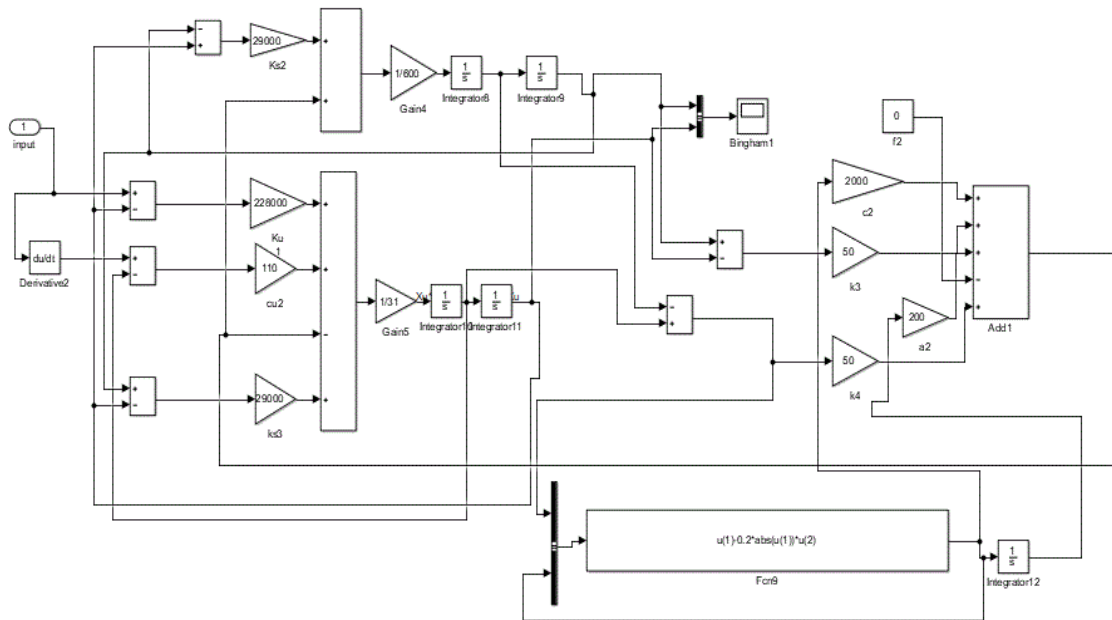 29000
Ks2
1/600
Gain4
1
s
Integrator8
1
s
Integrator9
Bingham1
1
input
0
f2
2000
c2
228000
Ku
1
du/dt
Derivative2
110
cu2
50
k3
1/31
Gain5
1
s
Integrator10
1
s
Integrator11
200
a2
Add1
29000
ks3
50
k4
u(1)-0.2*abs(u(1))*u(2)
Fcn9
1
s
Integrator12